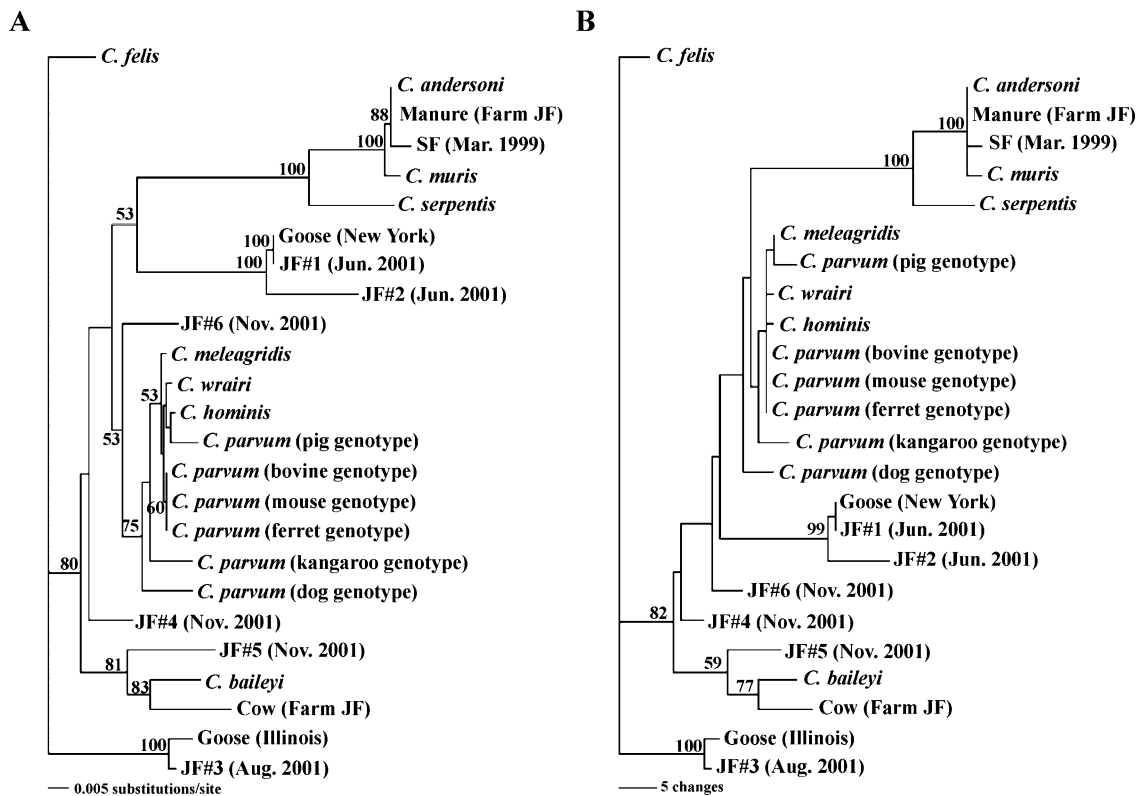 A
C. felis
C. andersoni
88
Manure (Farm JF)
100
SF (Mar. 1999)
100
C. muris
C. serpentis
53
100
Goose (New York)
100
JF#1 (Jun. 2001)
JF#2 (Jun. 2001)
JF#6 (Nov. 2001)
C. meleagridis
53
C. wrairi
C. hominis
53
C. parvum (pig genotype)
C. parvum (bovine genotype)
60
C. parvum (mouse genotype)
75
C. parvum (ferret genotype)
80
C. parvum (kangaroo genotype)
C. parvum (dog genotype)
JF#4 (Nov. 2001)
81
JF#5 (Nov. 2001)
83
C. baileyi
Cow (Farm JF)
100
Goose (Illinois)
JF#3 (Aug. 2001)
0.005 substitutions/site
B
C. felis
C. andersoni
100
Manure (Farm JF)
SF (Mar. 1999)
100
C. muris
C. serpentis
C. meleagridis
C. parvum (pig genotype)
C. wrairi
C. hominis
C. parvum (bovine genotype)
C. parvum (mouse genotype)
C. parvum (ferret genotype)
C. parvum (kangaroo genotype)
C. parvum (dog genotype)
Goose (New York)
99
JF#1 (Jun. 2001)
JF#2 (Jun. 2001)
JF#6 (Nov. 2001)
82
JF#4 (Nov. 2001)
59
JF#5 (Nov. 2001)
77
C. baileyi
Cow (Farm JF)
100
Goose (Illinois)
JF#3 (Aug. 2001)
5 changes